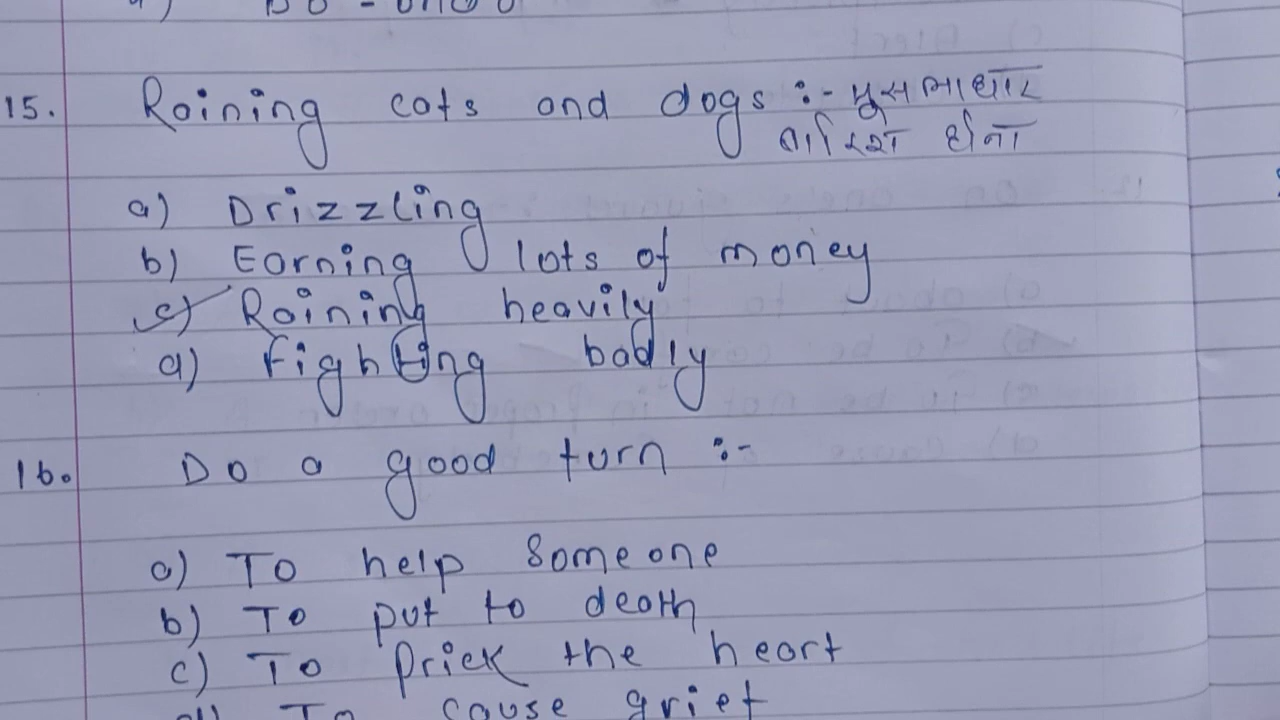 15. Raining cats and dogs :- मूसलाधार
बारिश होना
a) Drizzling
b) Earning lots of money
c) Raining heavily
d) Fighting badly
16. Do a good turn :-
a) To help someone
b) To put to death
c) To prick the heart
d) To cause grief